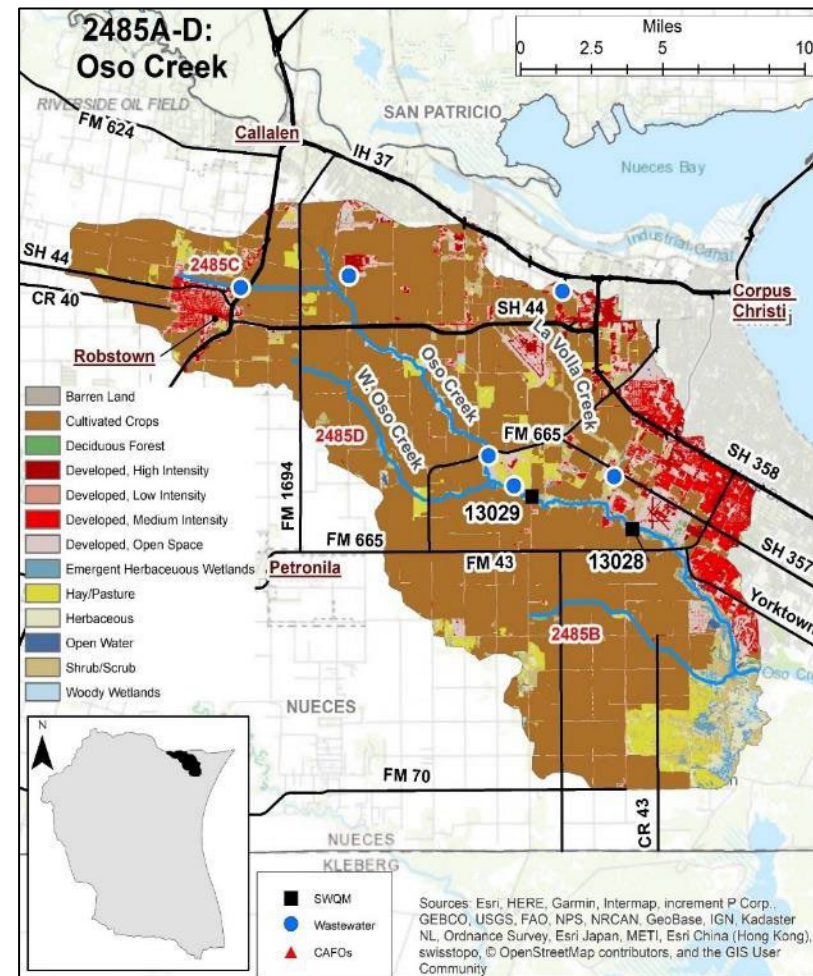 2485A-D:
Oso Creek
Miles
0 2.5 5 10
RIVERSIDE OIL FIELD
FM 624
Callalen
SAN PATRICIO
IH 37
Nueces Bay
Industrial Canal
SH 44
2485C
CR 40
Corpus
Christi
SH 44
La Volla Creek
Robstown
Oso Creek
W. Oso Creek
FM 665
2485D
SH 358
FM 1694
13029
FM 665
FM 43
13028
SH 357
Petronila
Yorktown
2485B
Oso Cre
NUECES
FM 70
CR 43
NUECES
KLEBERG
Barren Land
Cultivated Crops
Deciduous Forest
Developed, High Intensity
Developed, Low Intensity
Developed, Medium Intensity
Developed, Open Space
Emergent Herbaceuous Wetlands
Hay/Pasture
Herbaceous
Open Water
Shrub/Scrub
Woody Wetlands
N
SWQM
Wastewater
CAFOs
Sources: Esri, HERE, Garmin, Intermap, increment P Corp.,
GEBCO, USGS, FAO, NPS, NRCAN, GeoBase, IGN, Kadaster
NL, Ordnance Survey, Esri Japan, METI, Esri China (Hong Kong),
swisstopo, © OpenStreetMap contributors, and the GIS User
Community